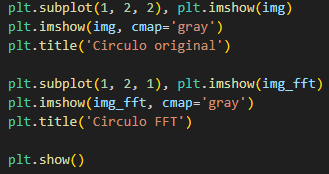 plt.subplot(1, 2, 2), plt.imshow(img)
plt.imshow(img, cmap='gray')
plt.title('Circulo original')
plt.subplot(1, 2, 1), plt.imshow(img_fft)
plt.imshow(img_fft, cmap='gray')
plt.title('Circulo FFT')
plt.show()